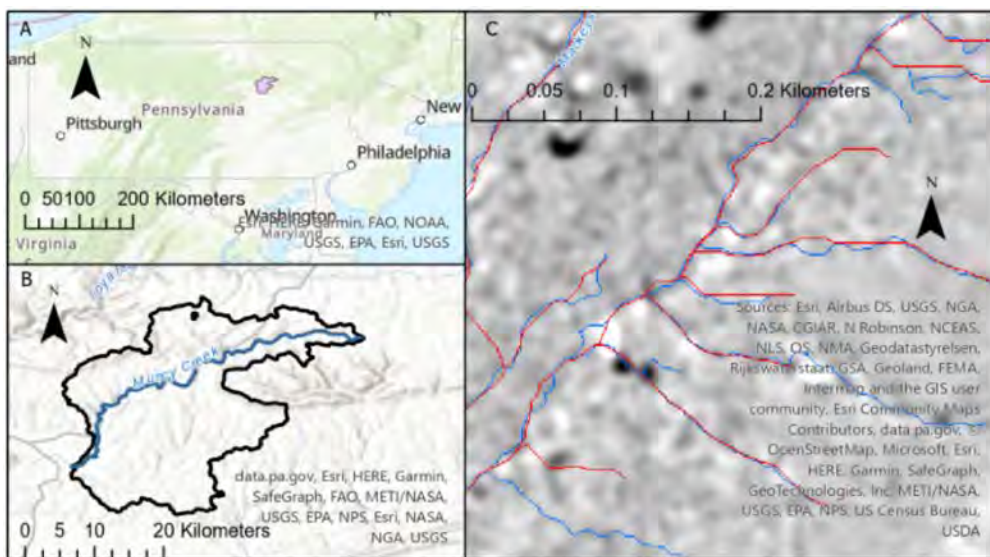 A
N
and
Pennsylvania
Pittsburgh
New
Philadelphia
0 50100 200 Kilometers
Washington
Maryland
Esri, HERE, Garmin, FAO, NOAA,
USGS, EPA, Esri, USGS
Virginia
B
N
Muncy Creek
data.pa.gov, Esri, HERE, Garmin,
SafeGraph, FAO, METI/NASA,
USGS, EPA, NPS, Esri, NASA,
NGA, USGS
0 5 10 20 Kilometers
C
Mackeys
0 0.05 0.1 0.2 Kilometers
N
Sources: Esri, Airbus DS, USGS, NGA,
NASA, CGIAR, N Robinson, NCEAS,
NLS, OS, NMA, Geodatastyrelsen,
Rijkswaterstaat, GSA, Geoland, FEMA,
Intermap and the GIS user
community, Esri Community Maps
Contributors, data.pa.gov, ©
OpenStreetMap, Microsoft, Esri,
HERE, Garmin, SafeGraph,
GeoTechnologies, Inc, METI/NASA,
USGS, EPA, NPS, US Census Bureau,
USDA